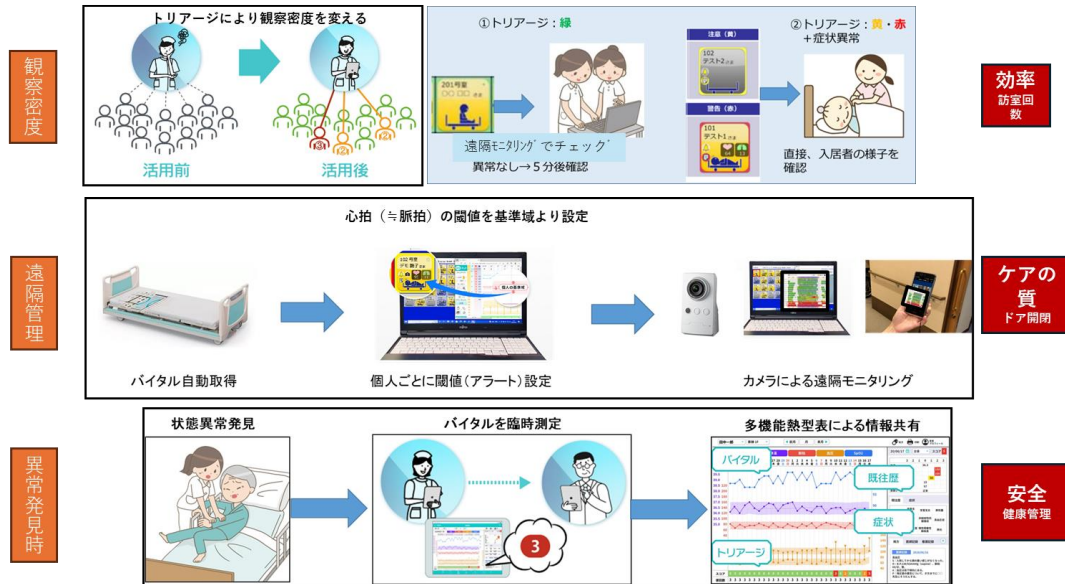 観察密度
トリアージにより観察密度を変える
活用前
活用後
3
2
2
①トリアージ：緑
201号室
さま
遠隔ﾓﾆﾀﾘﾝｸﾞでチェック
異常なし→５分後確認
②トリアージ：黄・赤
＋症状異常
注意（黄）
102
テスト2さま
警告（赤）
101
テスト1さま
直接、入居者の様子を
確認
効率
訪室回
数
遠隔管理
心拍（≒脈拍）の閾値を基準域より設定
バイタル自動取得
個人ごとに閾値（アラート）設定
カメラによる遠隔モニタリング
ケアの
質
ドア開閉
異常発見時
状態異常発見
バイタルを臨時測定
3
多機能熱型表による情報共有
バイタル
既往歴
症状
トリアージ
安全
健康管理